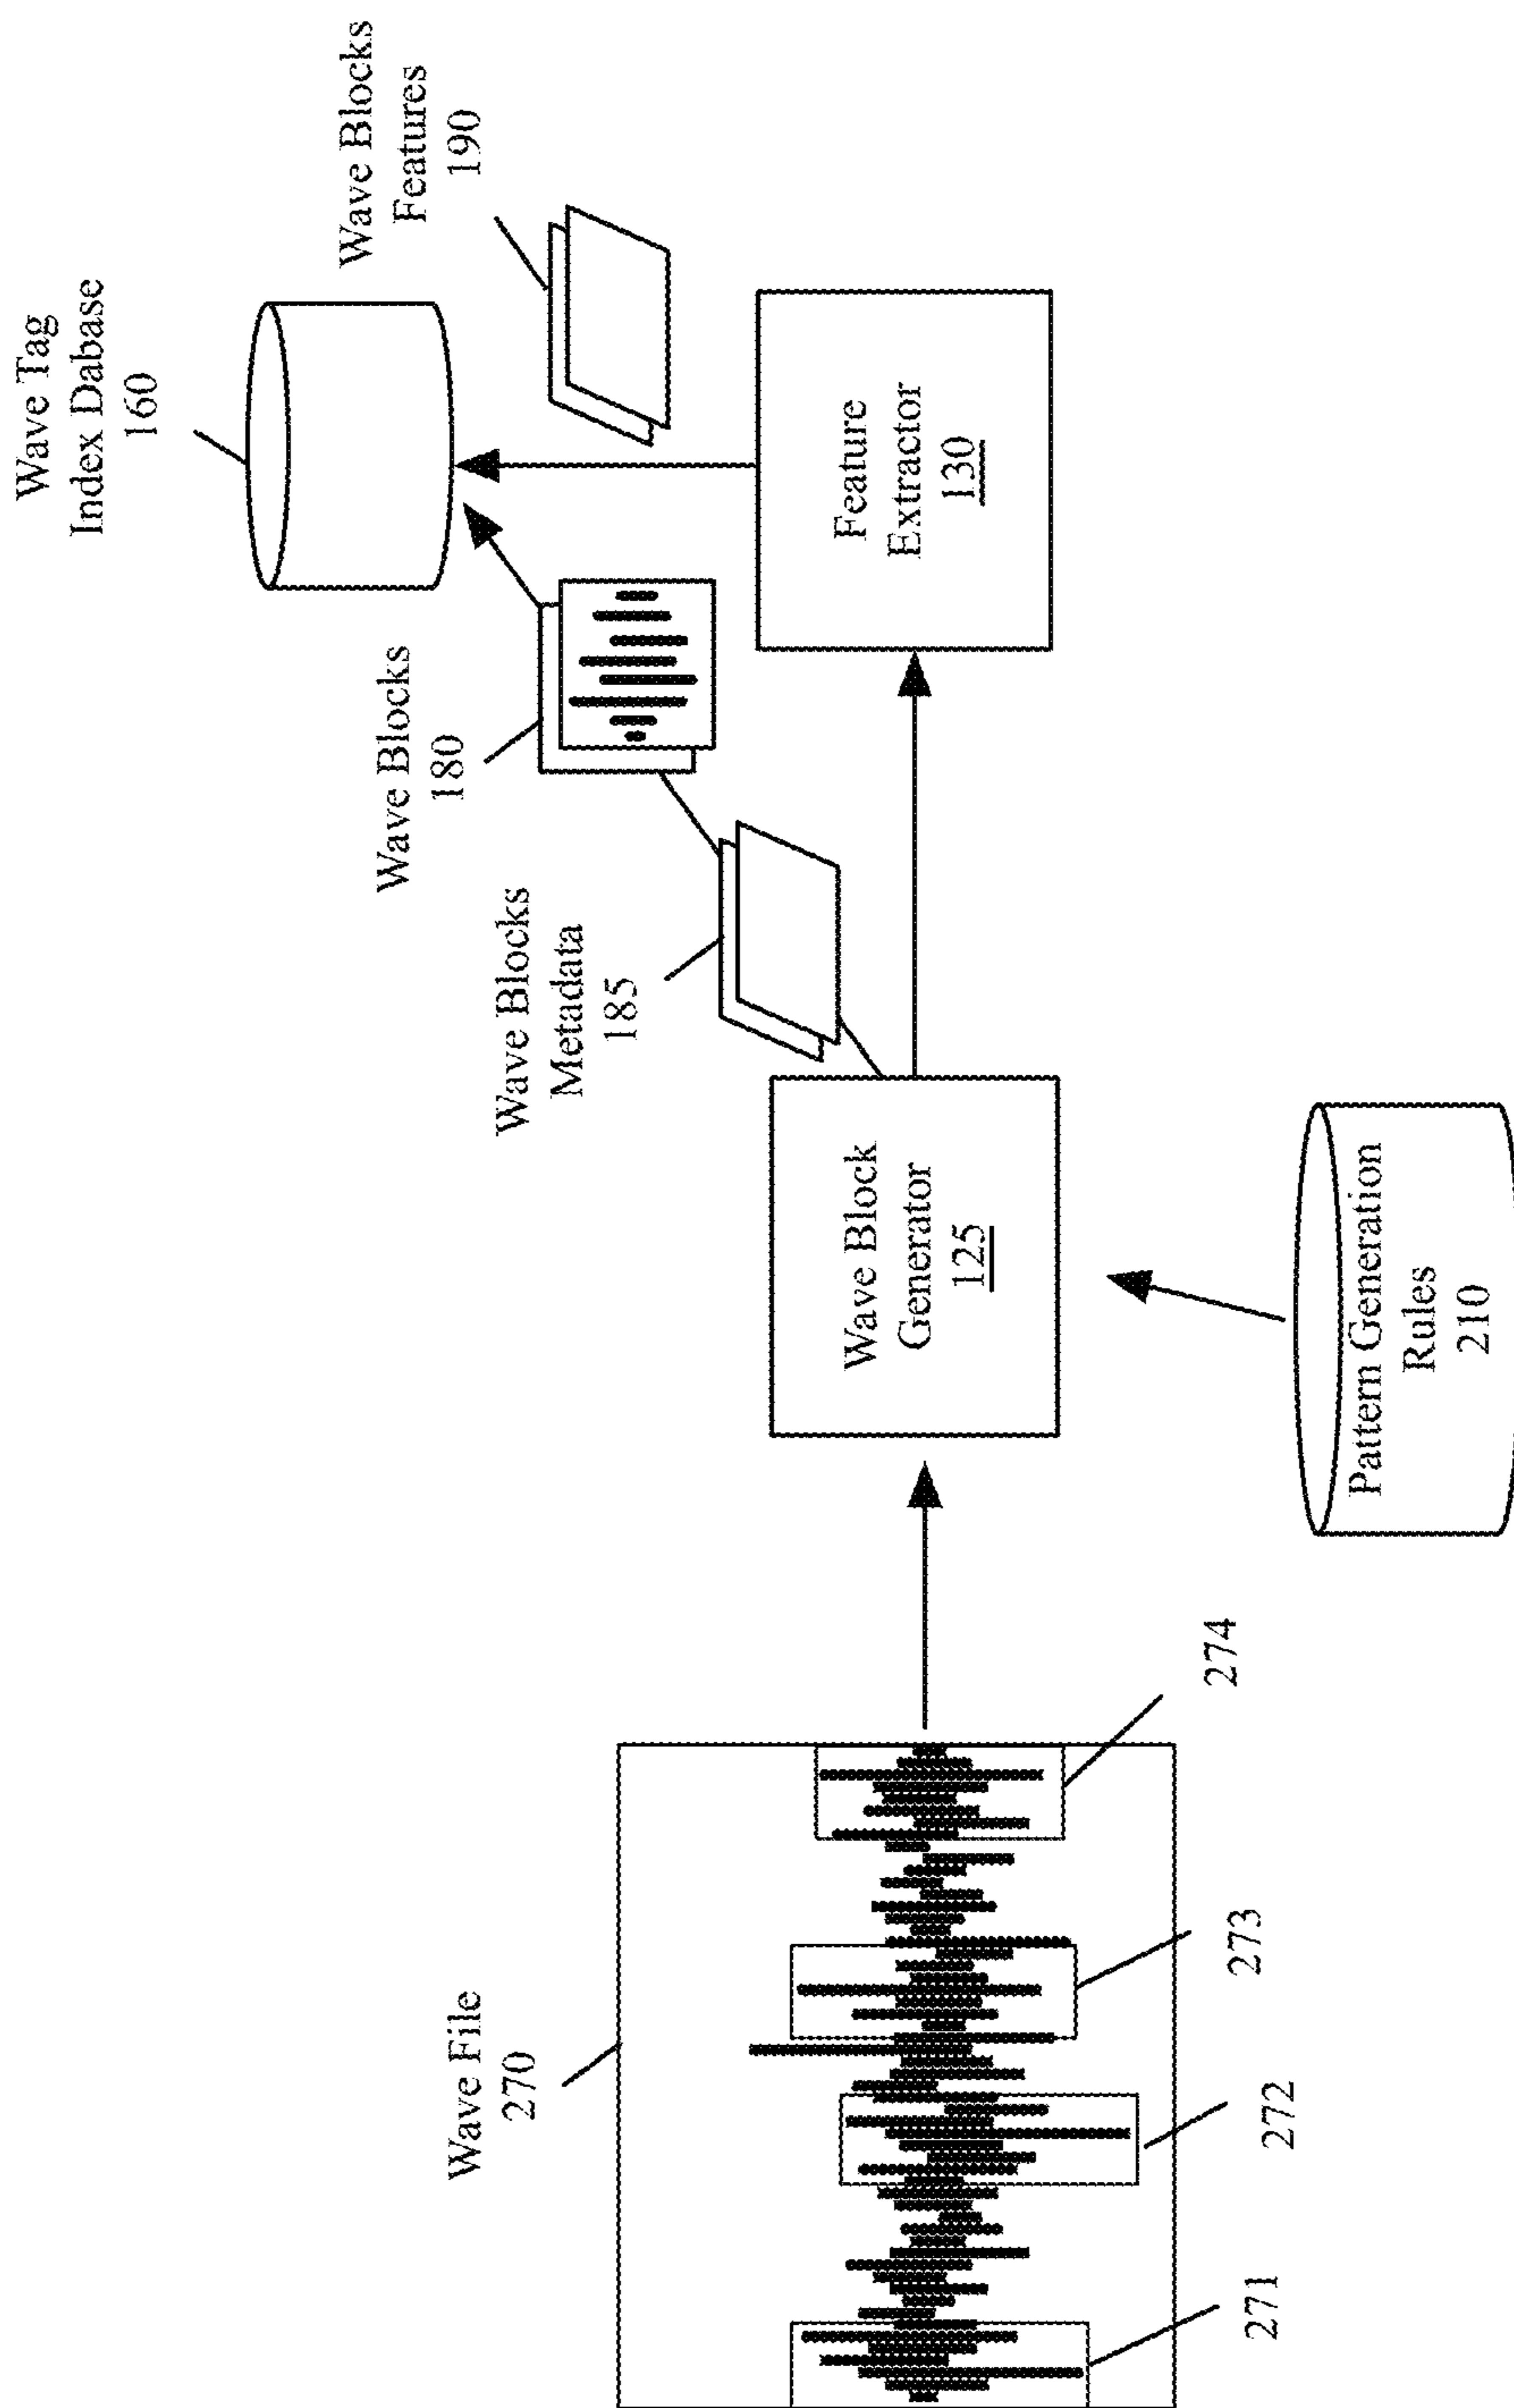 Wave Tag
Index Dabase
160
Wave Blocks
Features
190
Wave Blocks
180
Wave Blocks
Metadata
185
Feature
Extractor
130
Wave Block
Generator
125
Pattern Generation
Rules
210
Wave File
270
271
272
273
274